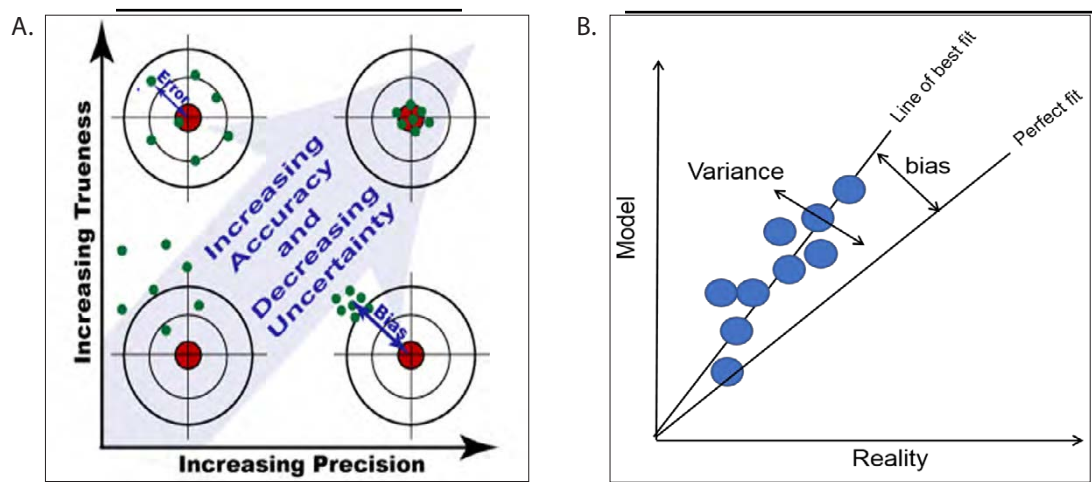 A.
Increasing Trueness
Error
Increasing
Accuracy
and
Decreasing
Uncertainty
Bias
Increasing Precision
B.
Model
Variance
Line of best fit
bias
Perfect fit
Reality